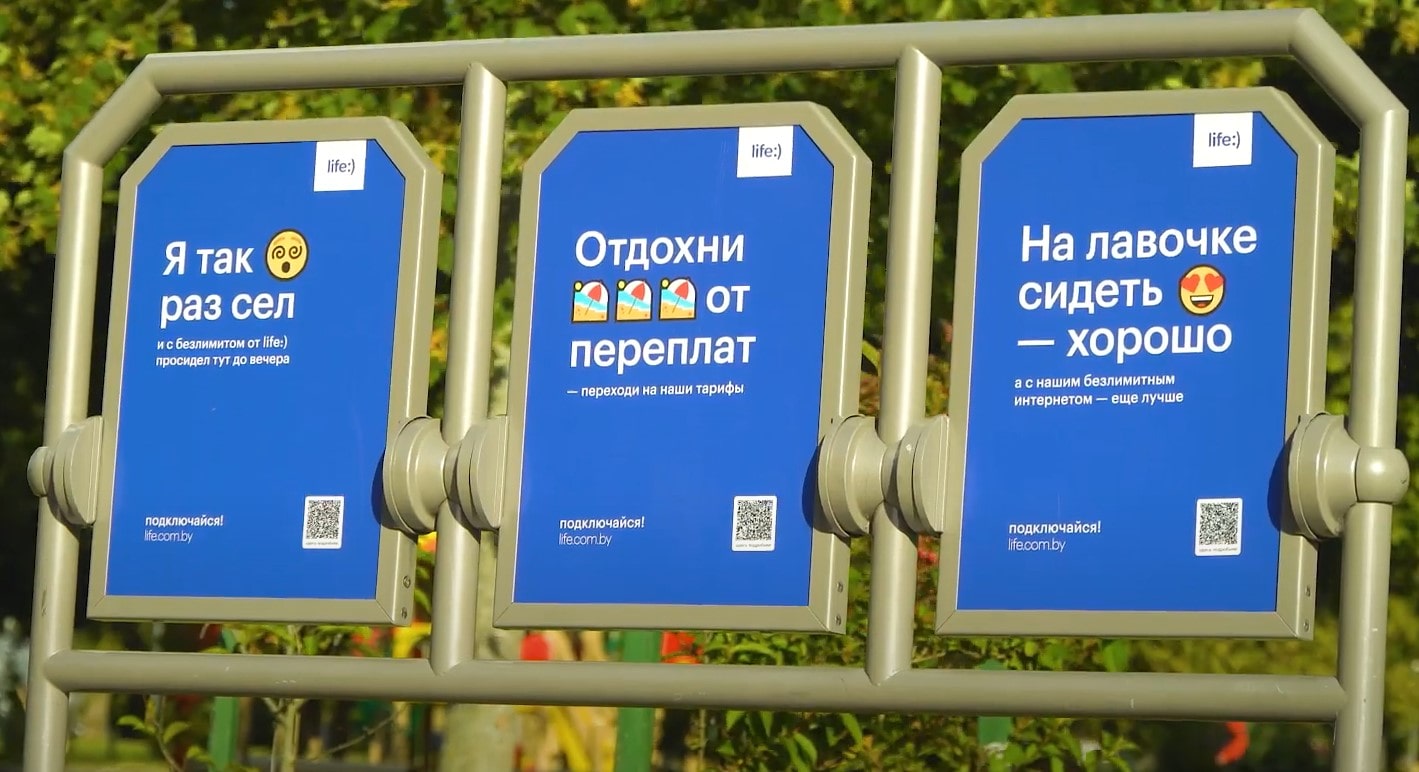 life:)
Я так
раз сел
и с безлимитом от life:)
просидел тут до вечера
подключайся!
life.com.by
life:)
Отдохни
от
переплат
— переходи на наши тарифы
подключайся!
life.com.by
life:)
На лавочке
сидеть
— хорошо
а с нашим безлимитным
интернетом — еще лучше
подключайся!
life.com.by